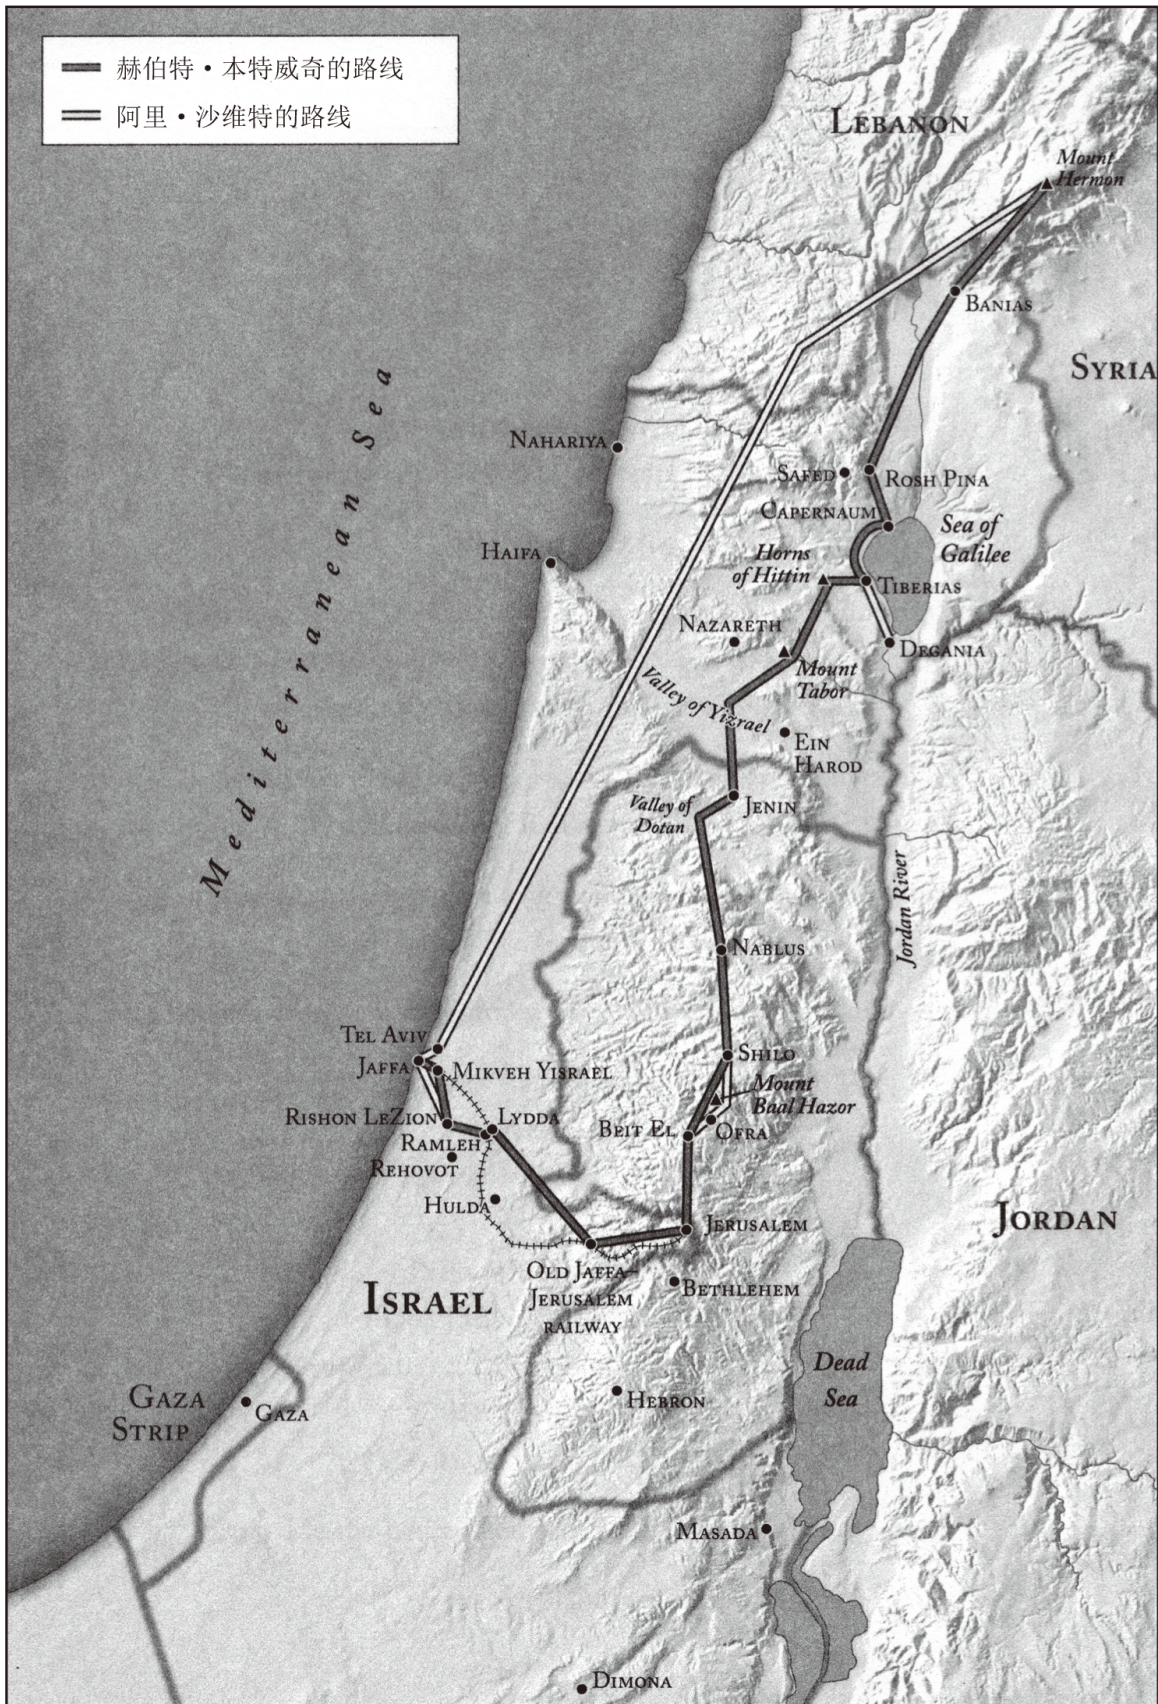 赫伯特·本特威奇的路线
阿里·沙维特的路线
LEBANON
Mount
Hermon
BANIAS
SYRIA
Mediterranean Sea
NAHARIYA
SAFED
ROSH PINA
CAPERNAUM
Sea of
Galilee
HAIFA
Horns
of Hittin
TIBERIAS
NAZARETH
DEGANIA
Mount
Tabor
Valley of Yizrael
EIN
HAROD
Valley of
Dotan
JENIN
Jordan River
NABLUS
TEL AVIV
JAFFA
MIKVEH YISRAEL
SHILO
Mount
Baal Hazor
RISHON LEZION
LYDDA
RAMLEH
BEIT EL
OFRA
REHOVOT
HULDA
JERUSALEM
JORDAN
OLD JAFFA–
JERUSALEM
RAILWAY
BETHLEHEM
ISRAEL
Dead
Sea
GAZA
STRIP
GAZA
HEBRON
MASADA
DIMONA